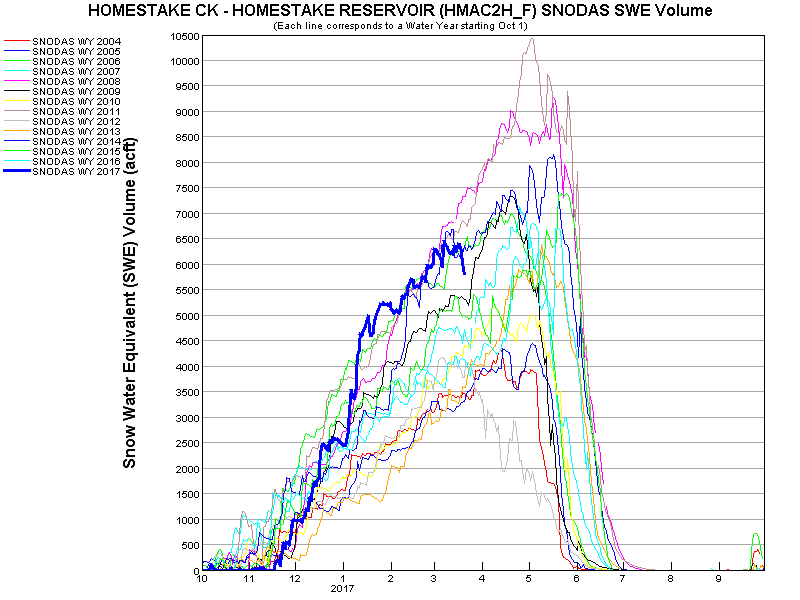 HOMESTAKE CK - HOMESTAKE RESERVOIR (HMAC2H_F) SNODAS SWE Volume
(Each line corresponds to a Water Year starting Oct 1)
SNODAS WY 2004
SNODAS WY 2005
SNODAS WY 2006
SNODAS WY 2007
SNODAS WY 2008
SNODAS WY 2009
SNODAS WY 2010
SNODAS WY 2011
SNODAS WY 2012
SNODAS WY 2013
SNODAS WY 2014
SNODAS WY 2015
SNODAS WY 2016
SNODAS WY 2017
Snow Water Equivalent (SWE) Volume (acft)
10500
10000
9500
9000
8500
8000
7500
7000
6500
6000
5500
5000
4500
4000
3500
3000
2500
2000
1500
1000
500
0
10 11 12 1 2 3 4 5 6 7 8 9
2017